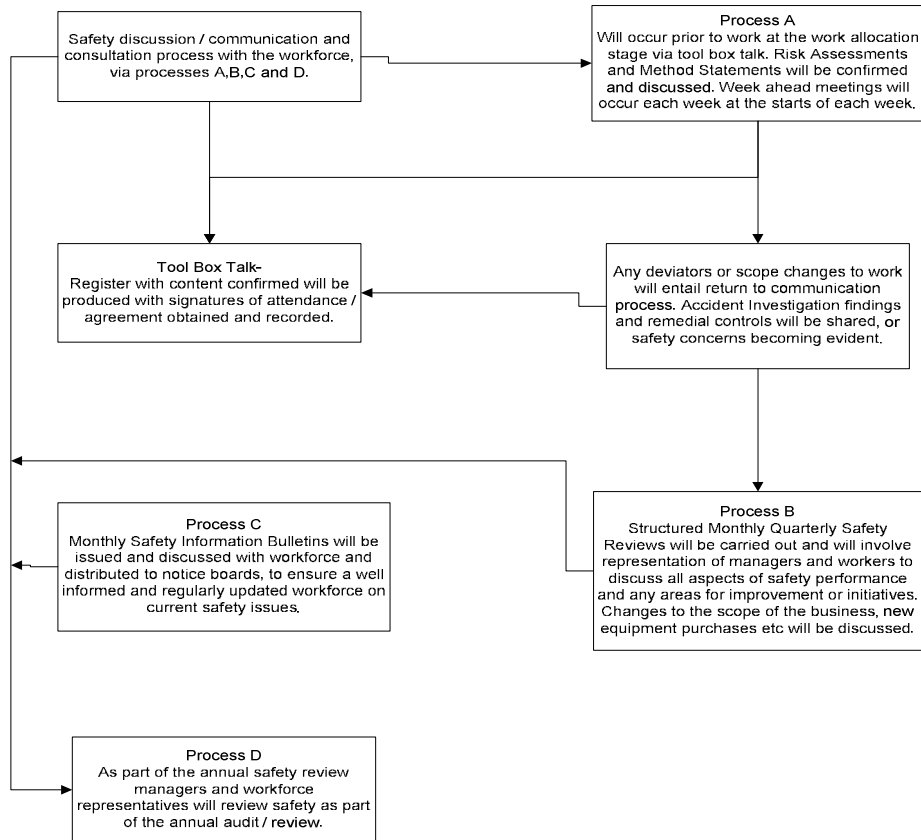 Safety discussion / communication and
consultation process with the workforce,
via processes A,B,C and D.
Process A
Will occur prior to work at the work allocation
stage via tool box talk. Risk Assessments
and Method Statements will be confirmed
and discussed. Week ahead meetings will
occur each week at the starts of each week.
Tool Box Talk-
Register with content confirmed will be
produced with signatures of attendance /
agreement obtained and recorded.
Any deviators or scope changes to work
will entail return to communication
process. Accident Investigation findings
and remedial controls will be shared, or
safety concerns becoming evident.
Process C
Monthly Safety Information Bulletins will be
issued and discussed with workforce and
distributed to notice boards, to ensure a well
informed and regularly updated workforce on
current safety issues.
Process B
Structured Monthly Quarterly Safety
Reviews will be carried out and will involve
representation of managers and workers to
discuss all aspects of safety performance
and any areas for improvement or initiatives.
Changes to the scope of the business, new
equipment purchases etc will be discussed.
Process D
As part of the annual safety review
managers and workforce
representatives will review safety as part
of the annual audit / review.